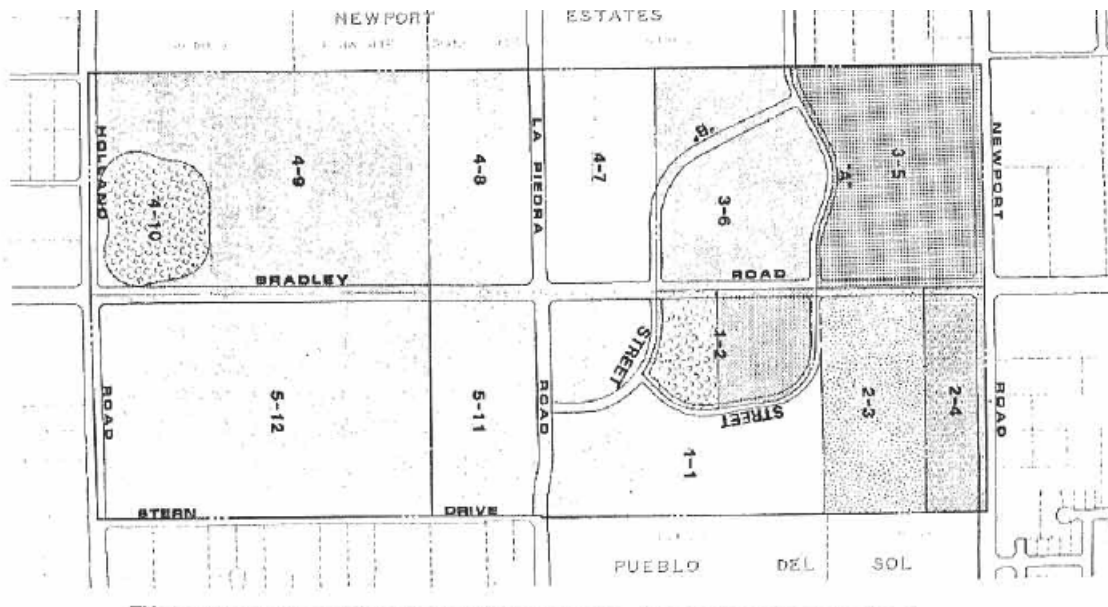 NEWPORT ESTATES
HOLLAND
4-10
4-9
4-8
LA PIEDRA
4-7
"B"
3-6
"A"
3-5
NEWPORT
BRADLEY
ROAD
ROAD
5-12
5-11
ROAD
STREET
1-2
STREET
1-1
2-3
2-4
ROAD
STERN
DRIVE
PUEBLO DEL SOL